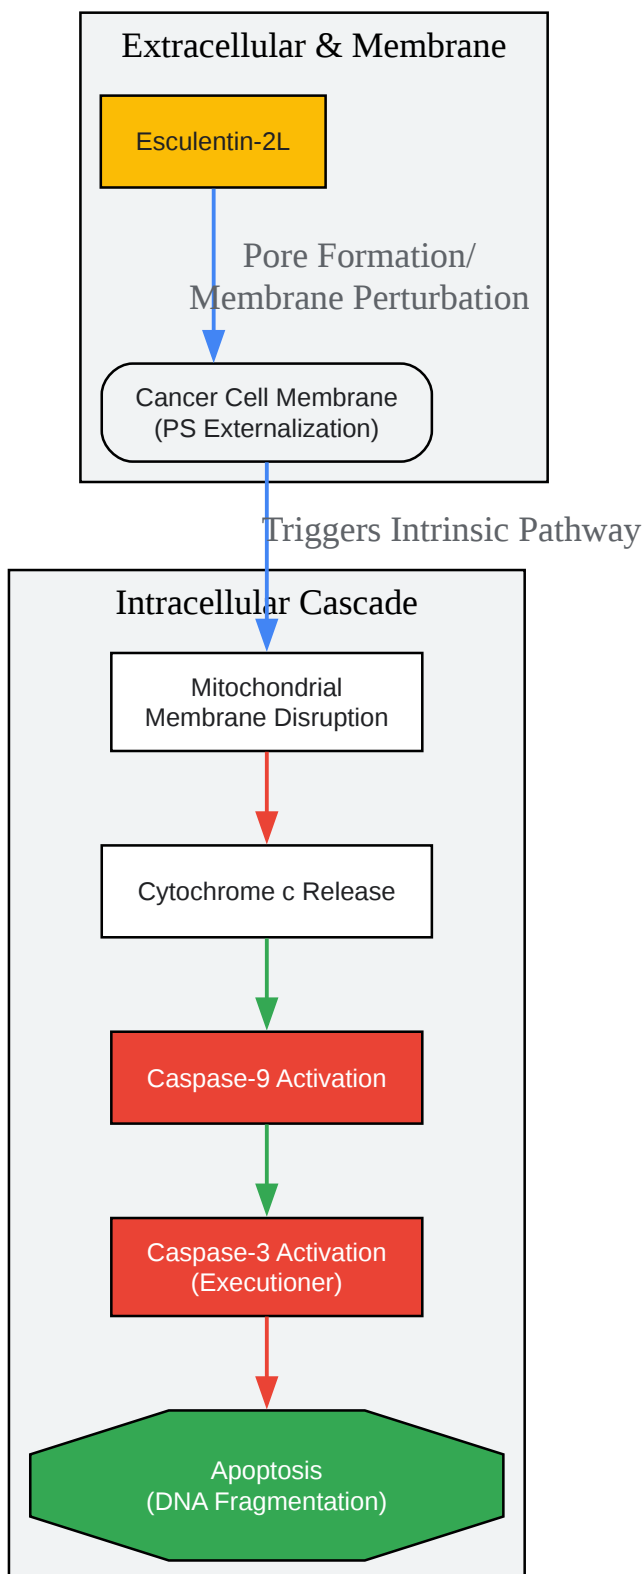 Extracellular & Membrane
Esculentin-2L
Pore Formation/
Membrane Perturbation
Cancer Cell Membrane
(PS Externalization)
Triggers Intrinsic Pathway
Intracellular Cascade
Mitochondrial
Membrane Disruption
Cytochrome c Release
Caspase-9 Activation
Caspase-3 Activation
(Executioner)
Apoptosis
(DNA Fragmentation)